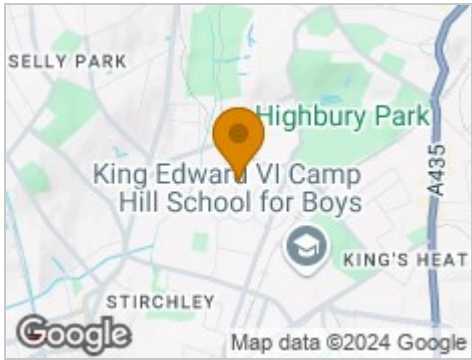 SELLY PARK
Highbury Park
A435
King Edward VI Camp
Hill School for Boys
KING'S HEAT
STIRCHLEY
Google
Map data ©2024 Google